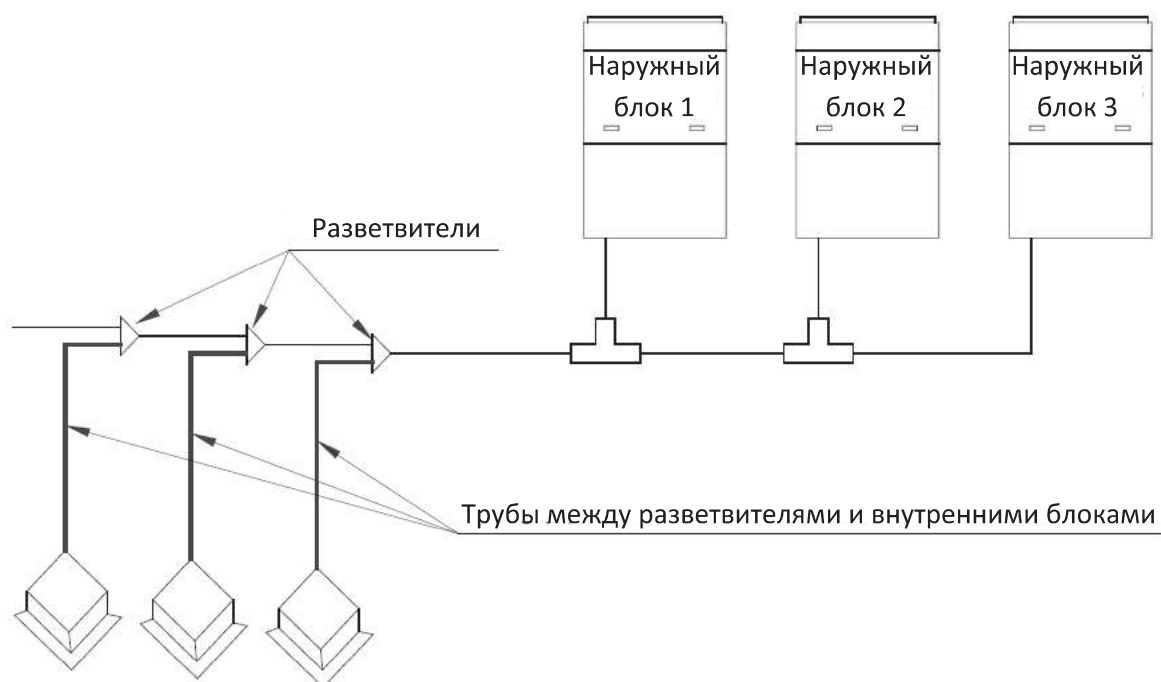 Наружный
блок 1
Наружный
блок 2
Наружный
блок 3
Разветвители
Трубы между разветвителями и внутренними блоками